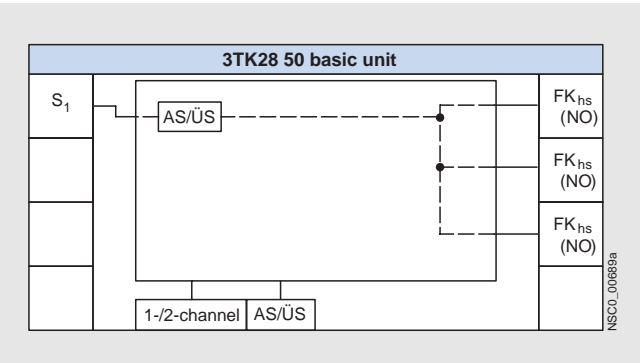 3TK28 50 basic unit
S1
AS/ÜS
FKhs
(NO)
FKhs
(NO)
FKhs
(NO)
1-/2-channel
AS/ÜS
NSC0_00689a